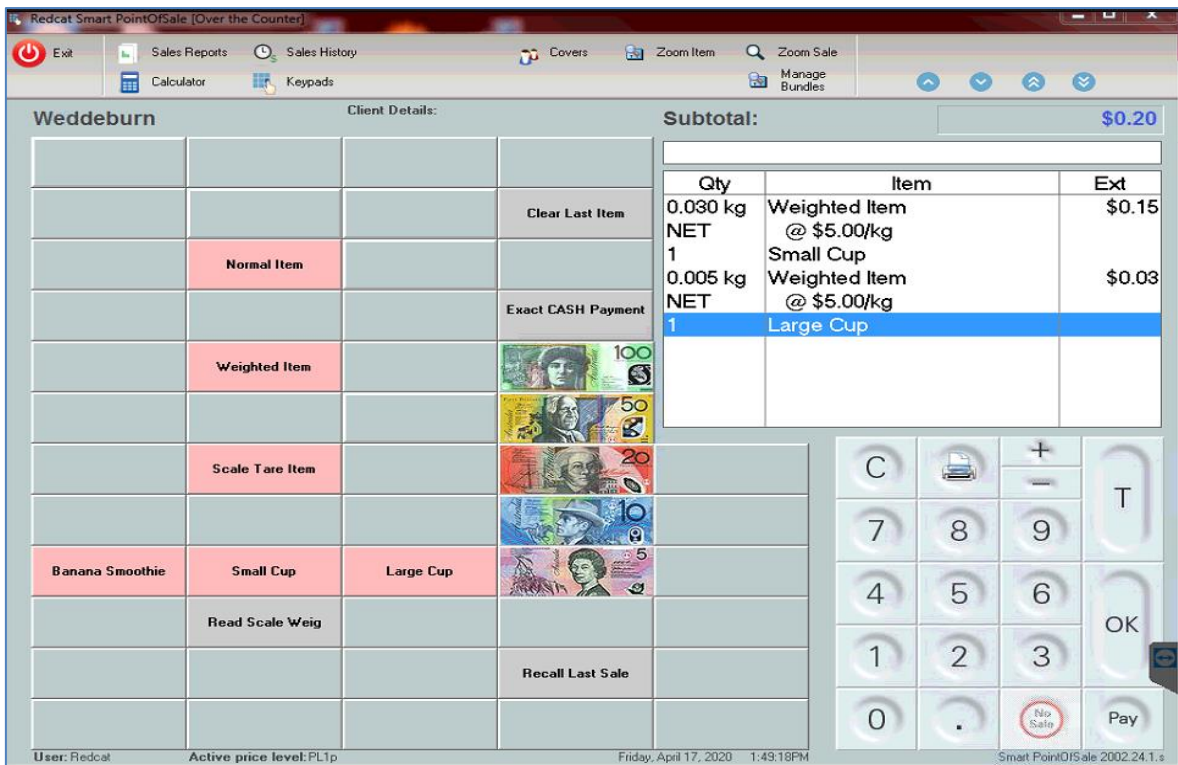 Redcat Smart PointOfSale [Over the Counter]
Exit
Sales Reports
Sales History
Covers
Zoom Item
Zoom Sale
Calculator
Keypads
Manage
Bundles
Weddeburn
Client Details:
Subtotal:
$0.20
Qty Item Ext
0.030 kg Weighted Item $0.15
NET @ $5.00/kg
1 Small Cup
0.005 kg Weighted Item $0.03
NET @ $5.00/kg
1 Large Cup
Clear Last Item
Normal Item
Exact CASH Payment
Weighted Item
100
50
Scale Tare Item
20
10
Banana Smoothie
Small Cup
Large Cup
5
Read Scale Weig
Recall Last Sale
C
+
−
T
7 8 9
4 5 6
OK
1 2 3
0 .
No
Sale
Pay
User: Redcat
Active price level: PL1p
Friday, April 17, 2020 1:49:18PM
Smart PointOfSale 2002.24.1.s